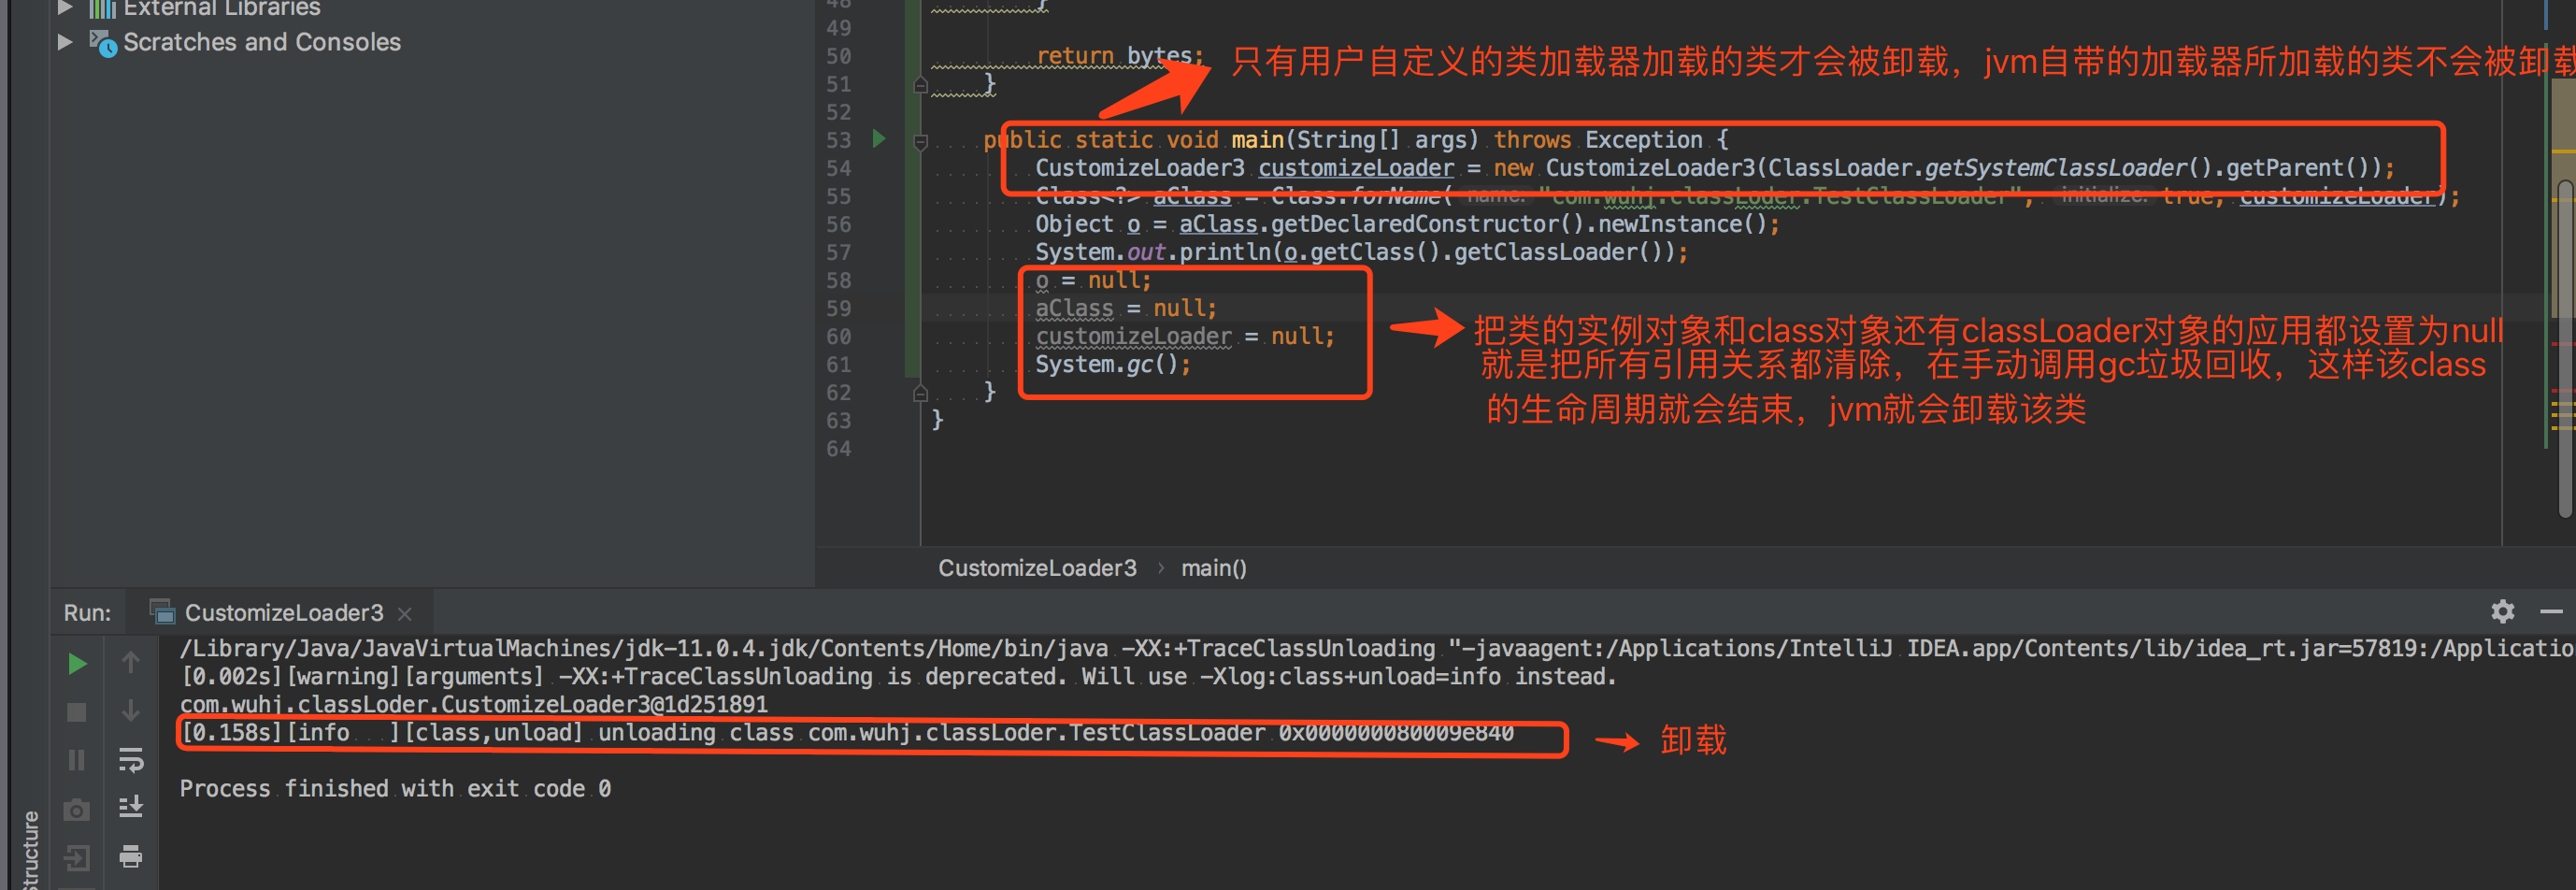 External Libraries
Scratches and Consoles
48 }
49
50 return bytes;
只有用户自定义的类加载器加载的类才会被卸载，jvm自带的加载器所加载的类不会被卸载
51 }
52
53 public static void main(String[] args) throws Exception {
54 CustomizeLoader3 customizeLoader = new CustomizeLoader3(ClassLoader.getSystemClassLoader().getParent());
55 Class<?> aClass = Class.forName( name: "com.wuhj.classLoder.TestClassLoader", initialize: true, customizeLoader);
56 Object o = aClass.getDeclaredConstructor().newInstance();
57 System.out.println(o.getClass().getClassLoader());
58 o = null;
59 aClass = null;
60 customizeLoader = null;
61 System.gc();
62 }
63 }
64
把类的实例对象和class对象还有classLoader对象的应用都设置为null
就是把所有引用关系都清除，在手动调用gc垃圾回收，这样该class
的生命周期就会结束，jvm就会卸载该类
CustomizeLoader3 › main()
Run: CustomizeLoader3 ×
/Library/Java/JavaVirtualMachines/jdk-11.0.4.jdk/Contents/Home/bin/java -XX:+TraceClassUnloading "-javaagent:/Applications/IntelliJ IDEA.app/Contents/lib/idea_rt.jar=57819:/Applicatio
[0.002s][warning][arguments] -XX:+TraceClassUnloading is deprecated. Will use -Xlog:class+unload=info instead.
com.wuhj.classLoder.CustomizeLoader3@1d251891
[0.158s][info   ][class,unload] unloading class com.wuhj.classLoder.TestClassLoader 0x000000080009e840
卸载
Process finished with exit code 0
Structure